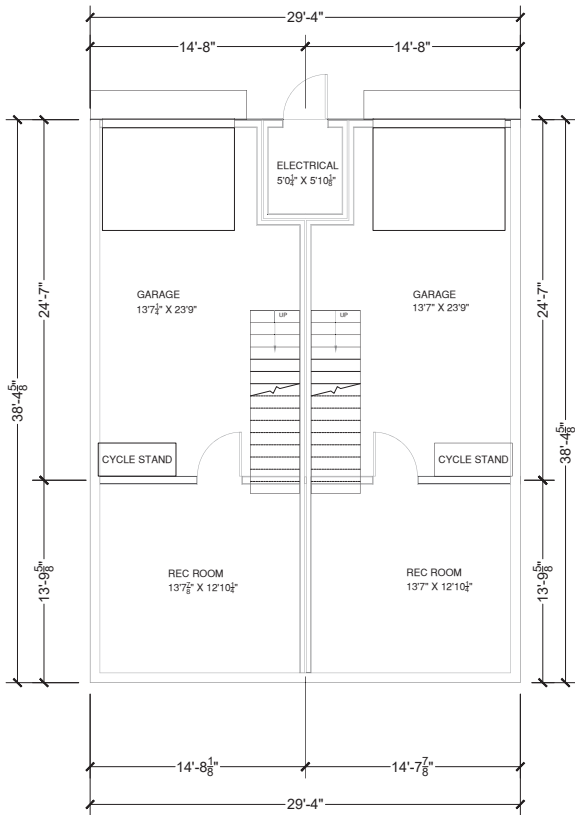 29'-4"
14'-8"
14'-8"
ELECTRICAL
5'0¼" X 5'10⅛"
24'-7"
24'-7"
GARAGE
13'7¼" X 23'9"
GARAGE
13'7" X 23'9"
UP
UP
38'-4⅝"
38'-4⅝"
CYCLE STAND
CYCLE STAND
13'-9⅝"
13'-9⅝"
REC ROOM
13'7⅞" X 12'10¼"
REC ROOM
13'7" X 12'10¼"
14'-8⅛"
14'-7⅞"
29'-4"